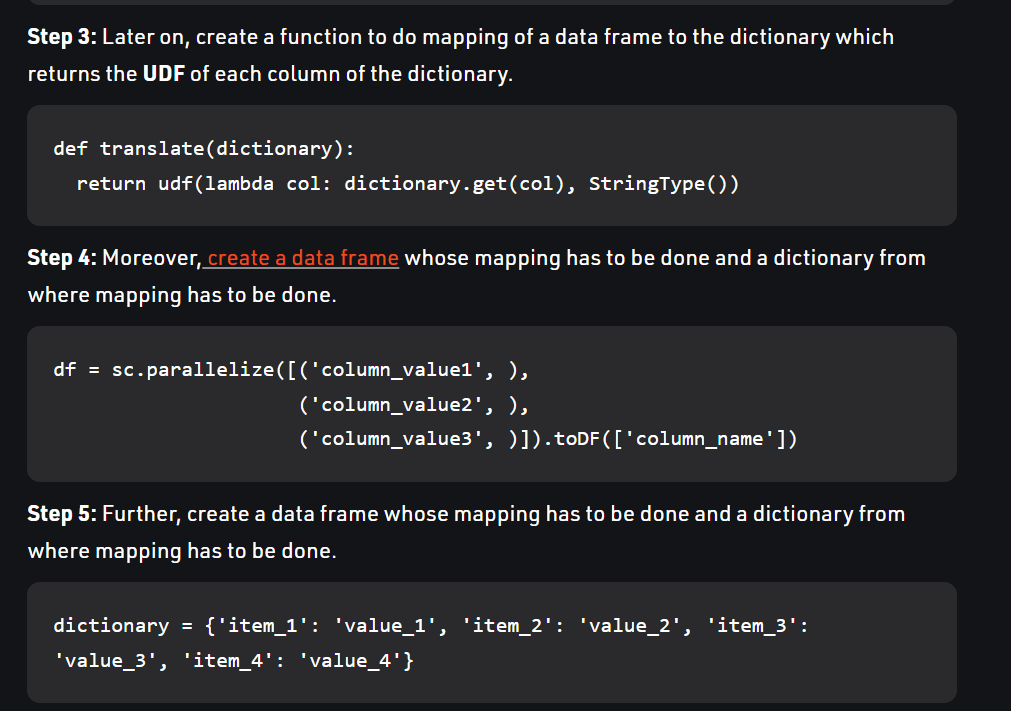 Step 3: Later on, create a function to do mapping of a data frame to the dictionary which
returns the UDF of each column of the dictionary.
def translate(dictionary):
  return udf(lambda col: dictionary.get(col), StringType())
Step 4: Moreover, create a data frame whose mapping has to be done and a dictionary from
where mapping has to be done.
df = sc.parallelize([('column_value1', ),
                     ('column_value2', ),
                     ('column_value3', )]).toDF(['column_name'])
Step 5: Further, create a data frame whose mapping has to be done and a dictionary from
where mapping has to be done.
dictionary = {'item_1': 'value_1', 'item_2': 'value_2', 'item_3':
'value_3', 'item_4': 'value_4'}